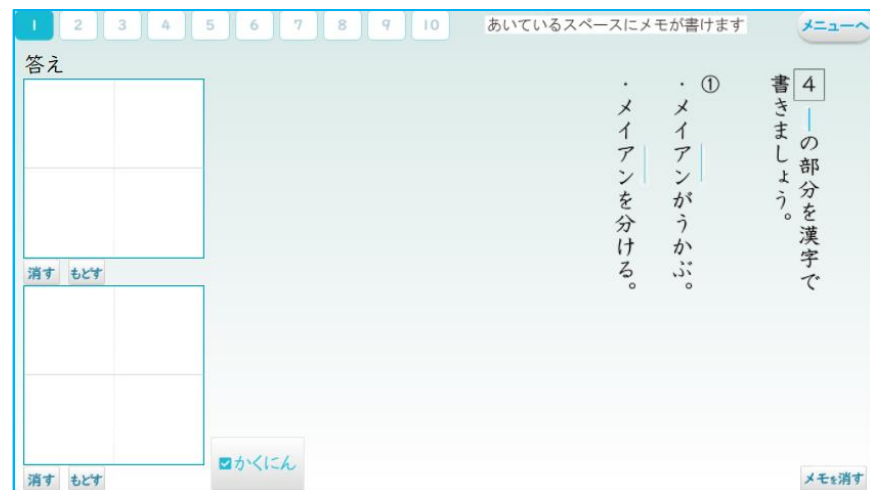 1 2 3 4 5 6 7 8 9 10
あいているスペースにメモが書けます
メニューへ
答え
4 ―の部分を漢字で
書きましょう。
①
・メイアンがうかぶ。
・メイアンを分ける。
消す もどす
消す もどす
かくにん
メモを消す